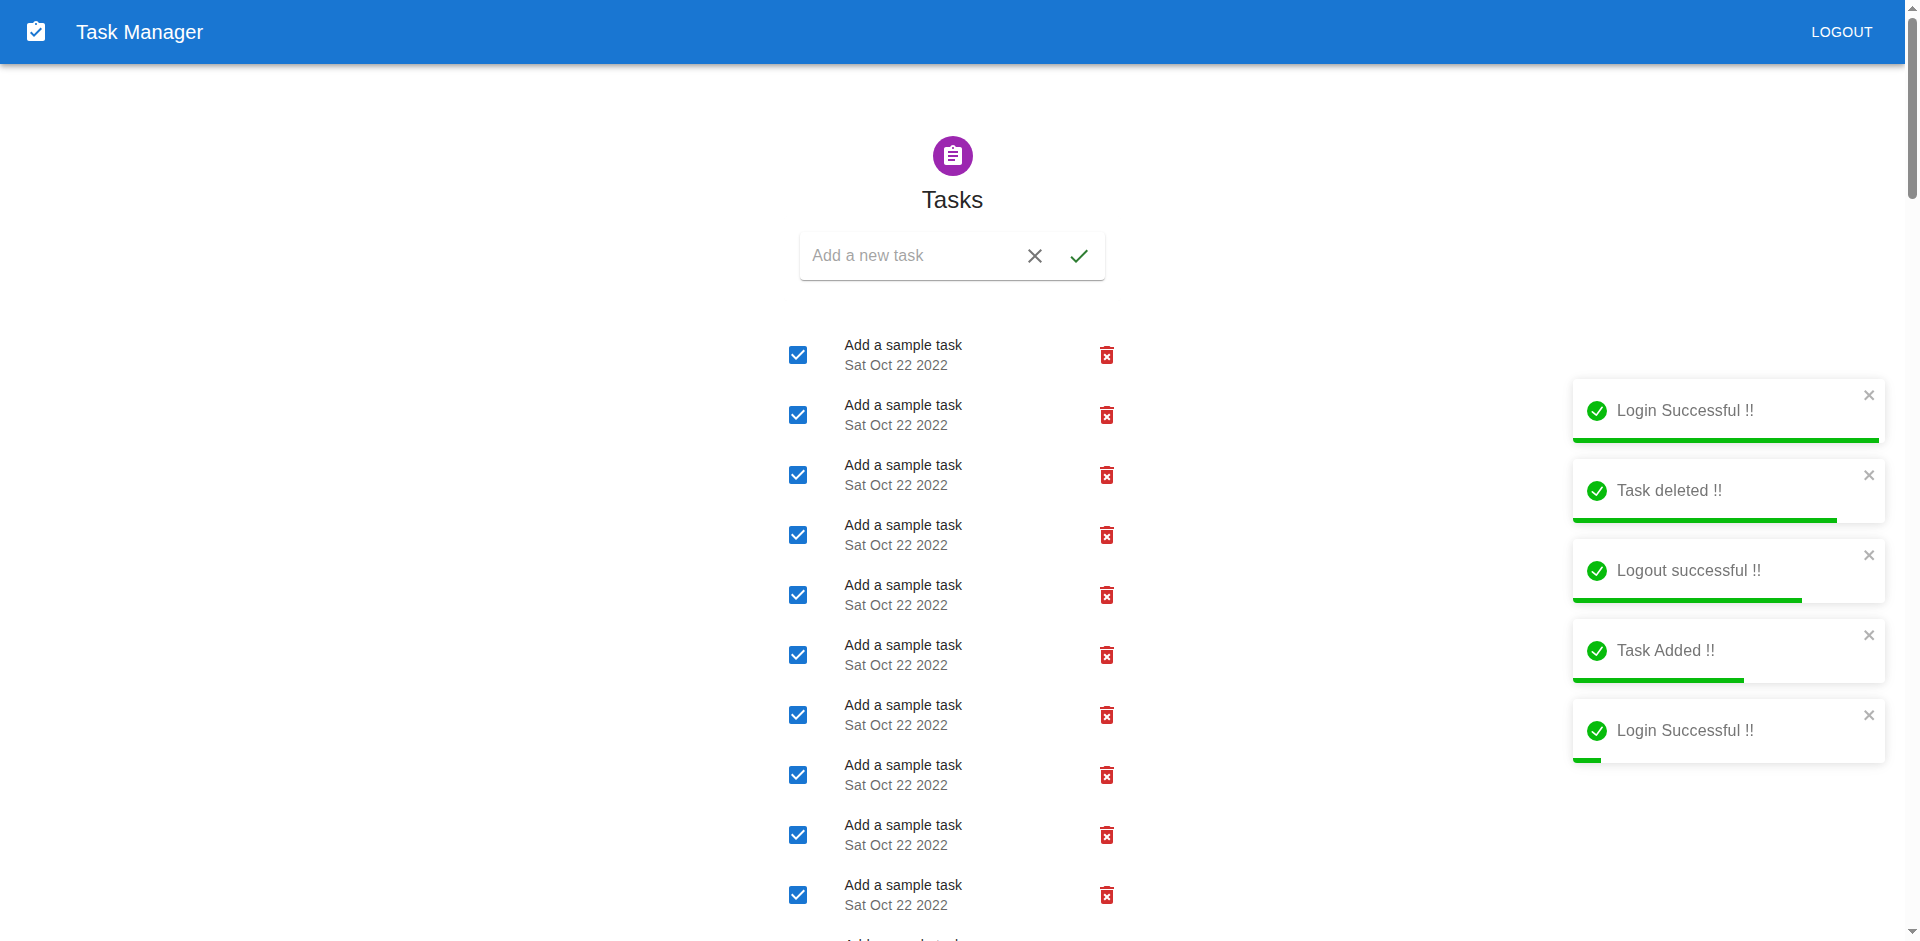 Task Manager
LOGOUT
Tasks
Add a new task
Add a sample task
Sat Oct 22 2022
Add a sample task
Sat Oct 22 2022
Add a sample task
Sat Oct 22 2022
Add a sample task
Sat Oct 22 2022
Add a sample task
Sat Oct 22 2022
Add a sample task
Sat Oct 22 2022
Add a sample task
Sat Oct 22 2022
Add a sample task
Sat Oct 22 2022
Add a sample task
Sat Oct 22 2022
Add a sample task
Sat Oct 22 2022
Login Successful !!
Task deleted !!
Logout successful !!
Task Added !!
Login Successful !!